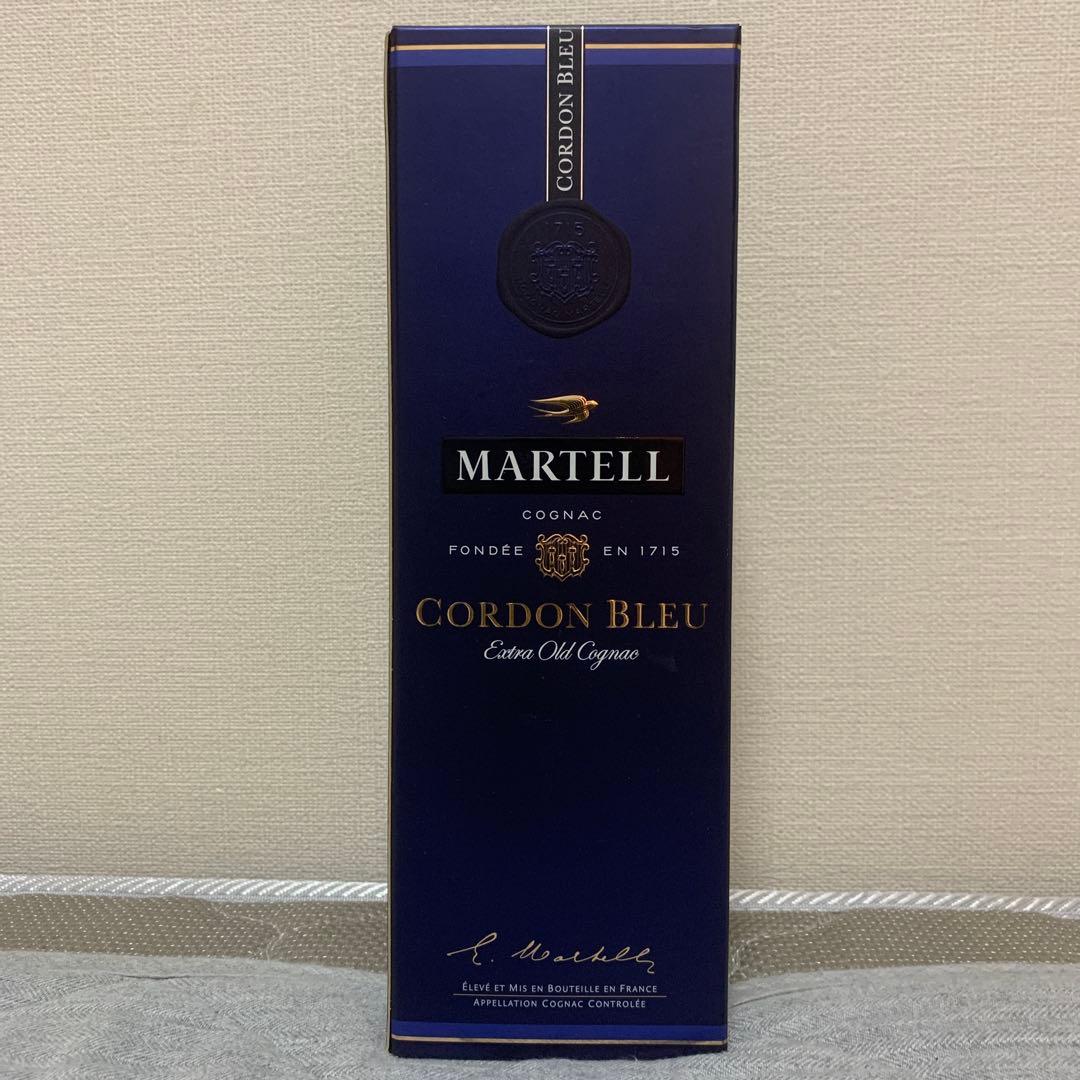 CORDON BLEU
1715
MARTELL
COGNAC
FONDÉE EN 1715
CORDON BLEU
Extra Old Cognac
E. Martell
ÉLEVÉ ET MIS EN BOUTEILLE EN FRANCE
APPELLATION COGNAC CONTROLÉE